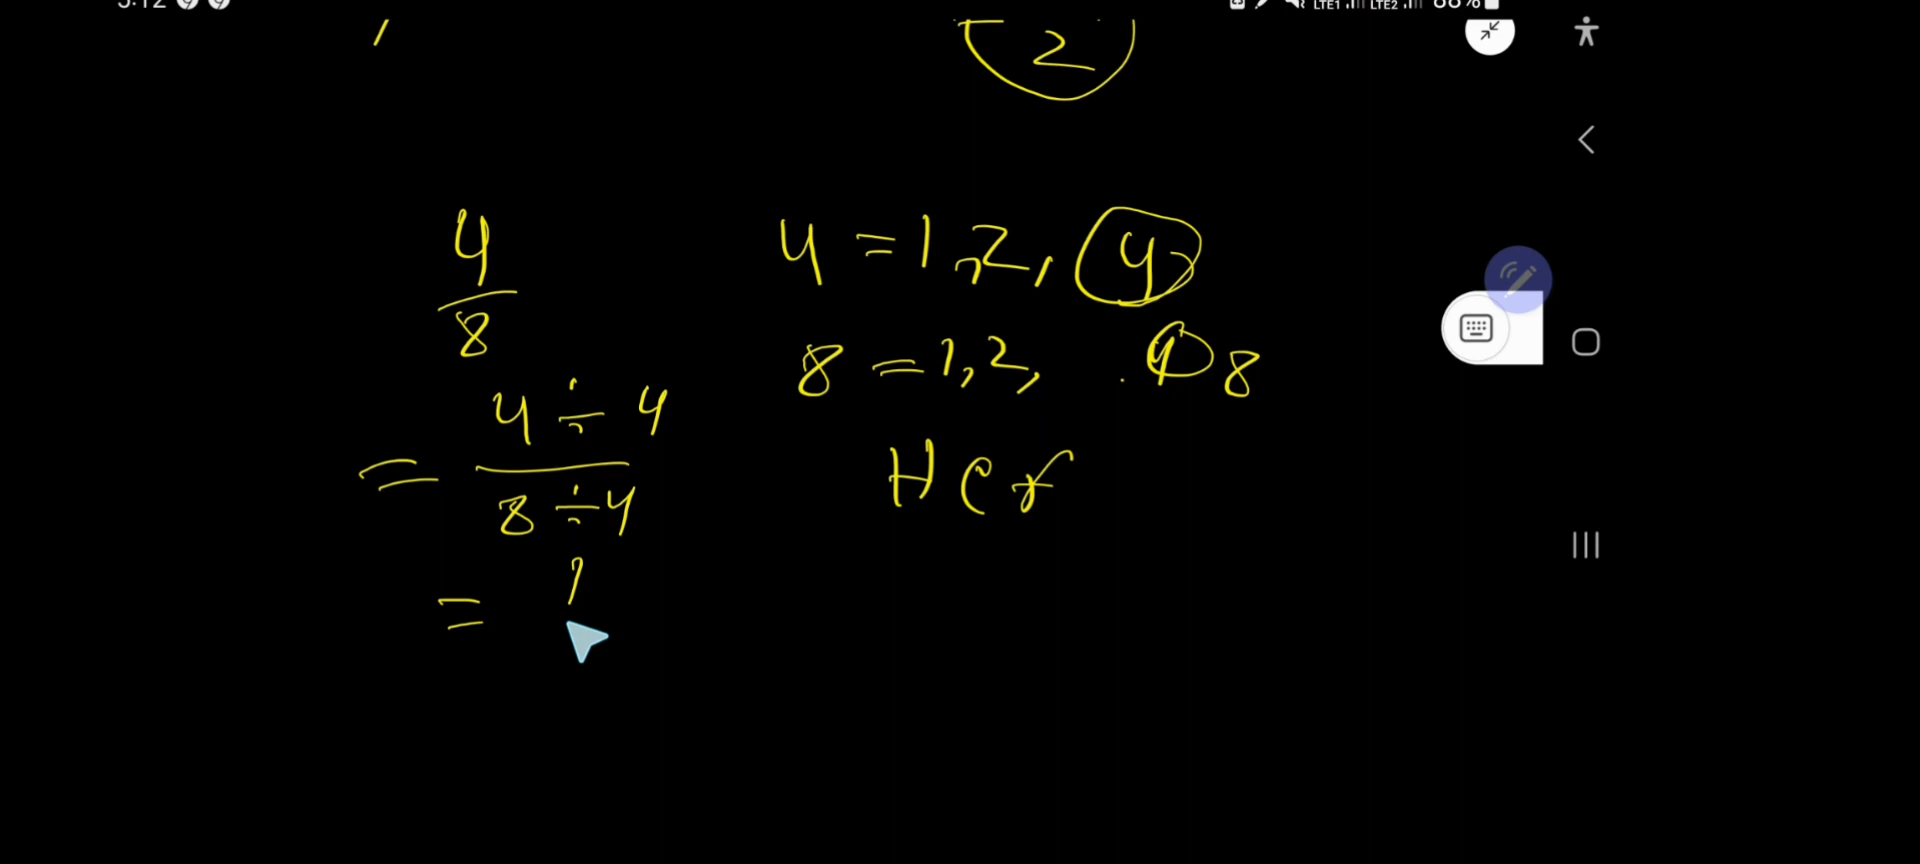 2
4/8
4 = 1, 2, 4
8 = 1, 2, 4 8
= 4 ÷ 4 / 8 ÷ 4
HCF
= 1